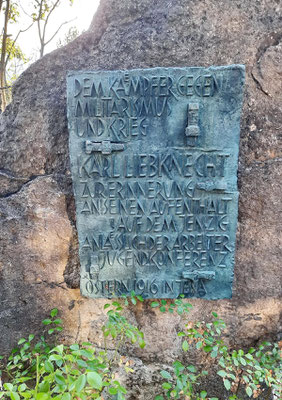 DEM KÄMPFER GEGEN
MILITARISMUS
UND KRIEG
KARL LIEBKNECHT
ZUR ERINNERUNG
AN SEINEN AUFENTHALT
AUF DEM JENZIG
ANLÄSSLICH DER ARBEITER
JUGENDKONFERENZ
OSTERN 1916 IN JENA